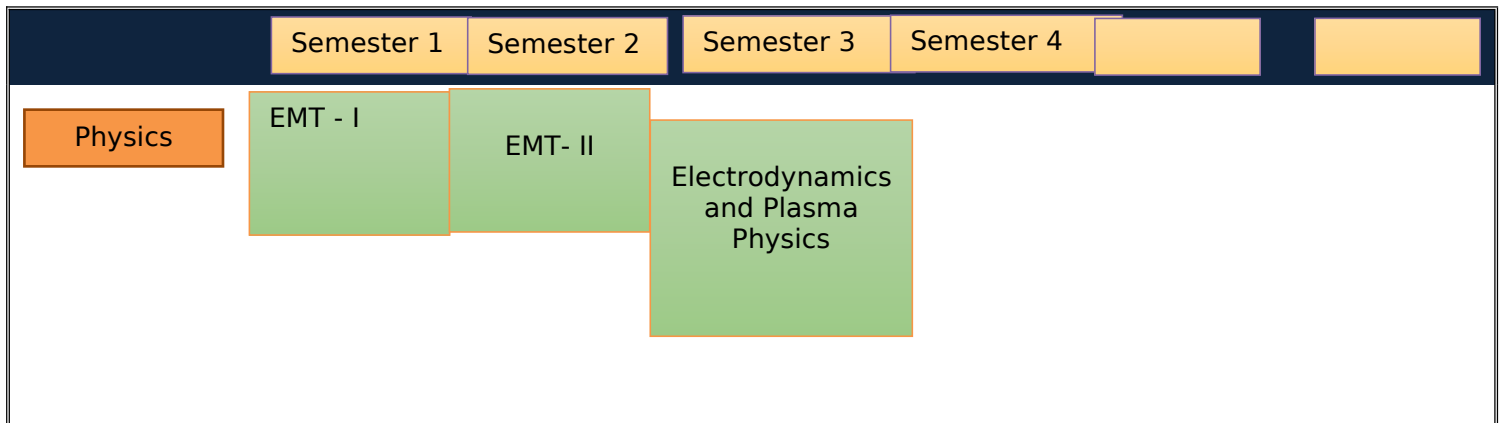 Semester 1
Semester 2
Semester 3
Semester 4
Physics
EMT - I
EMT- II
Electrodynamics
and Plasma
Physics